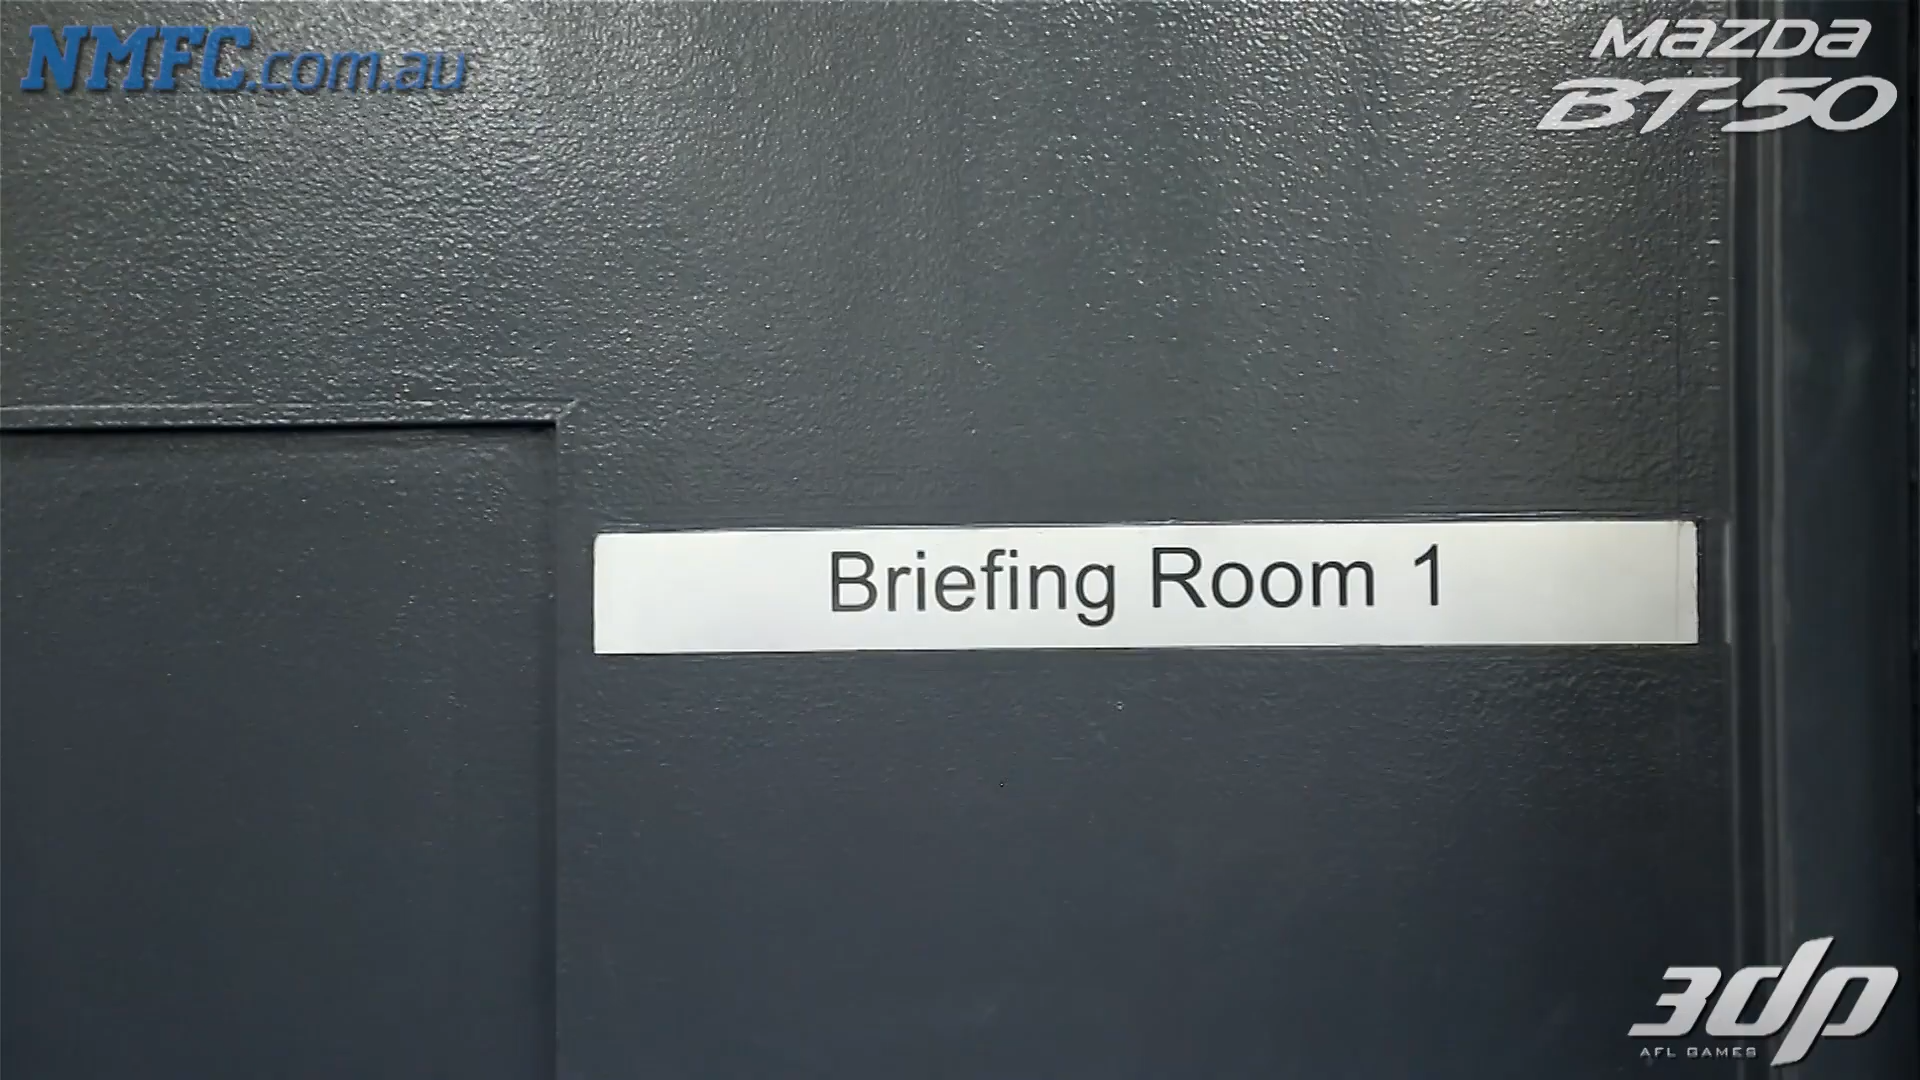 NMFC.com.au
mazda
BT-50
Briefing Room 1
3dp
AFL GAMES